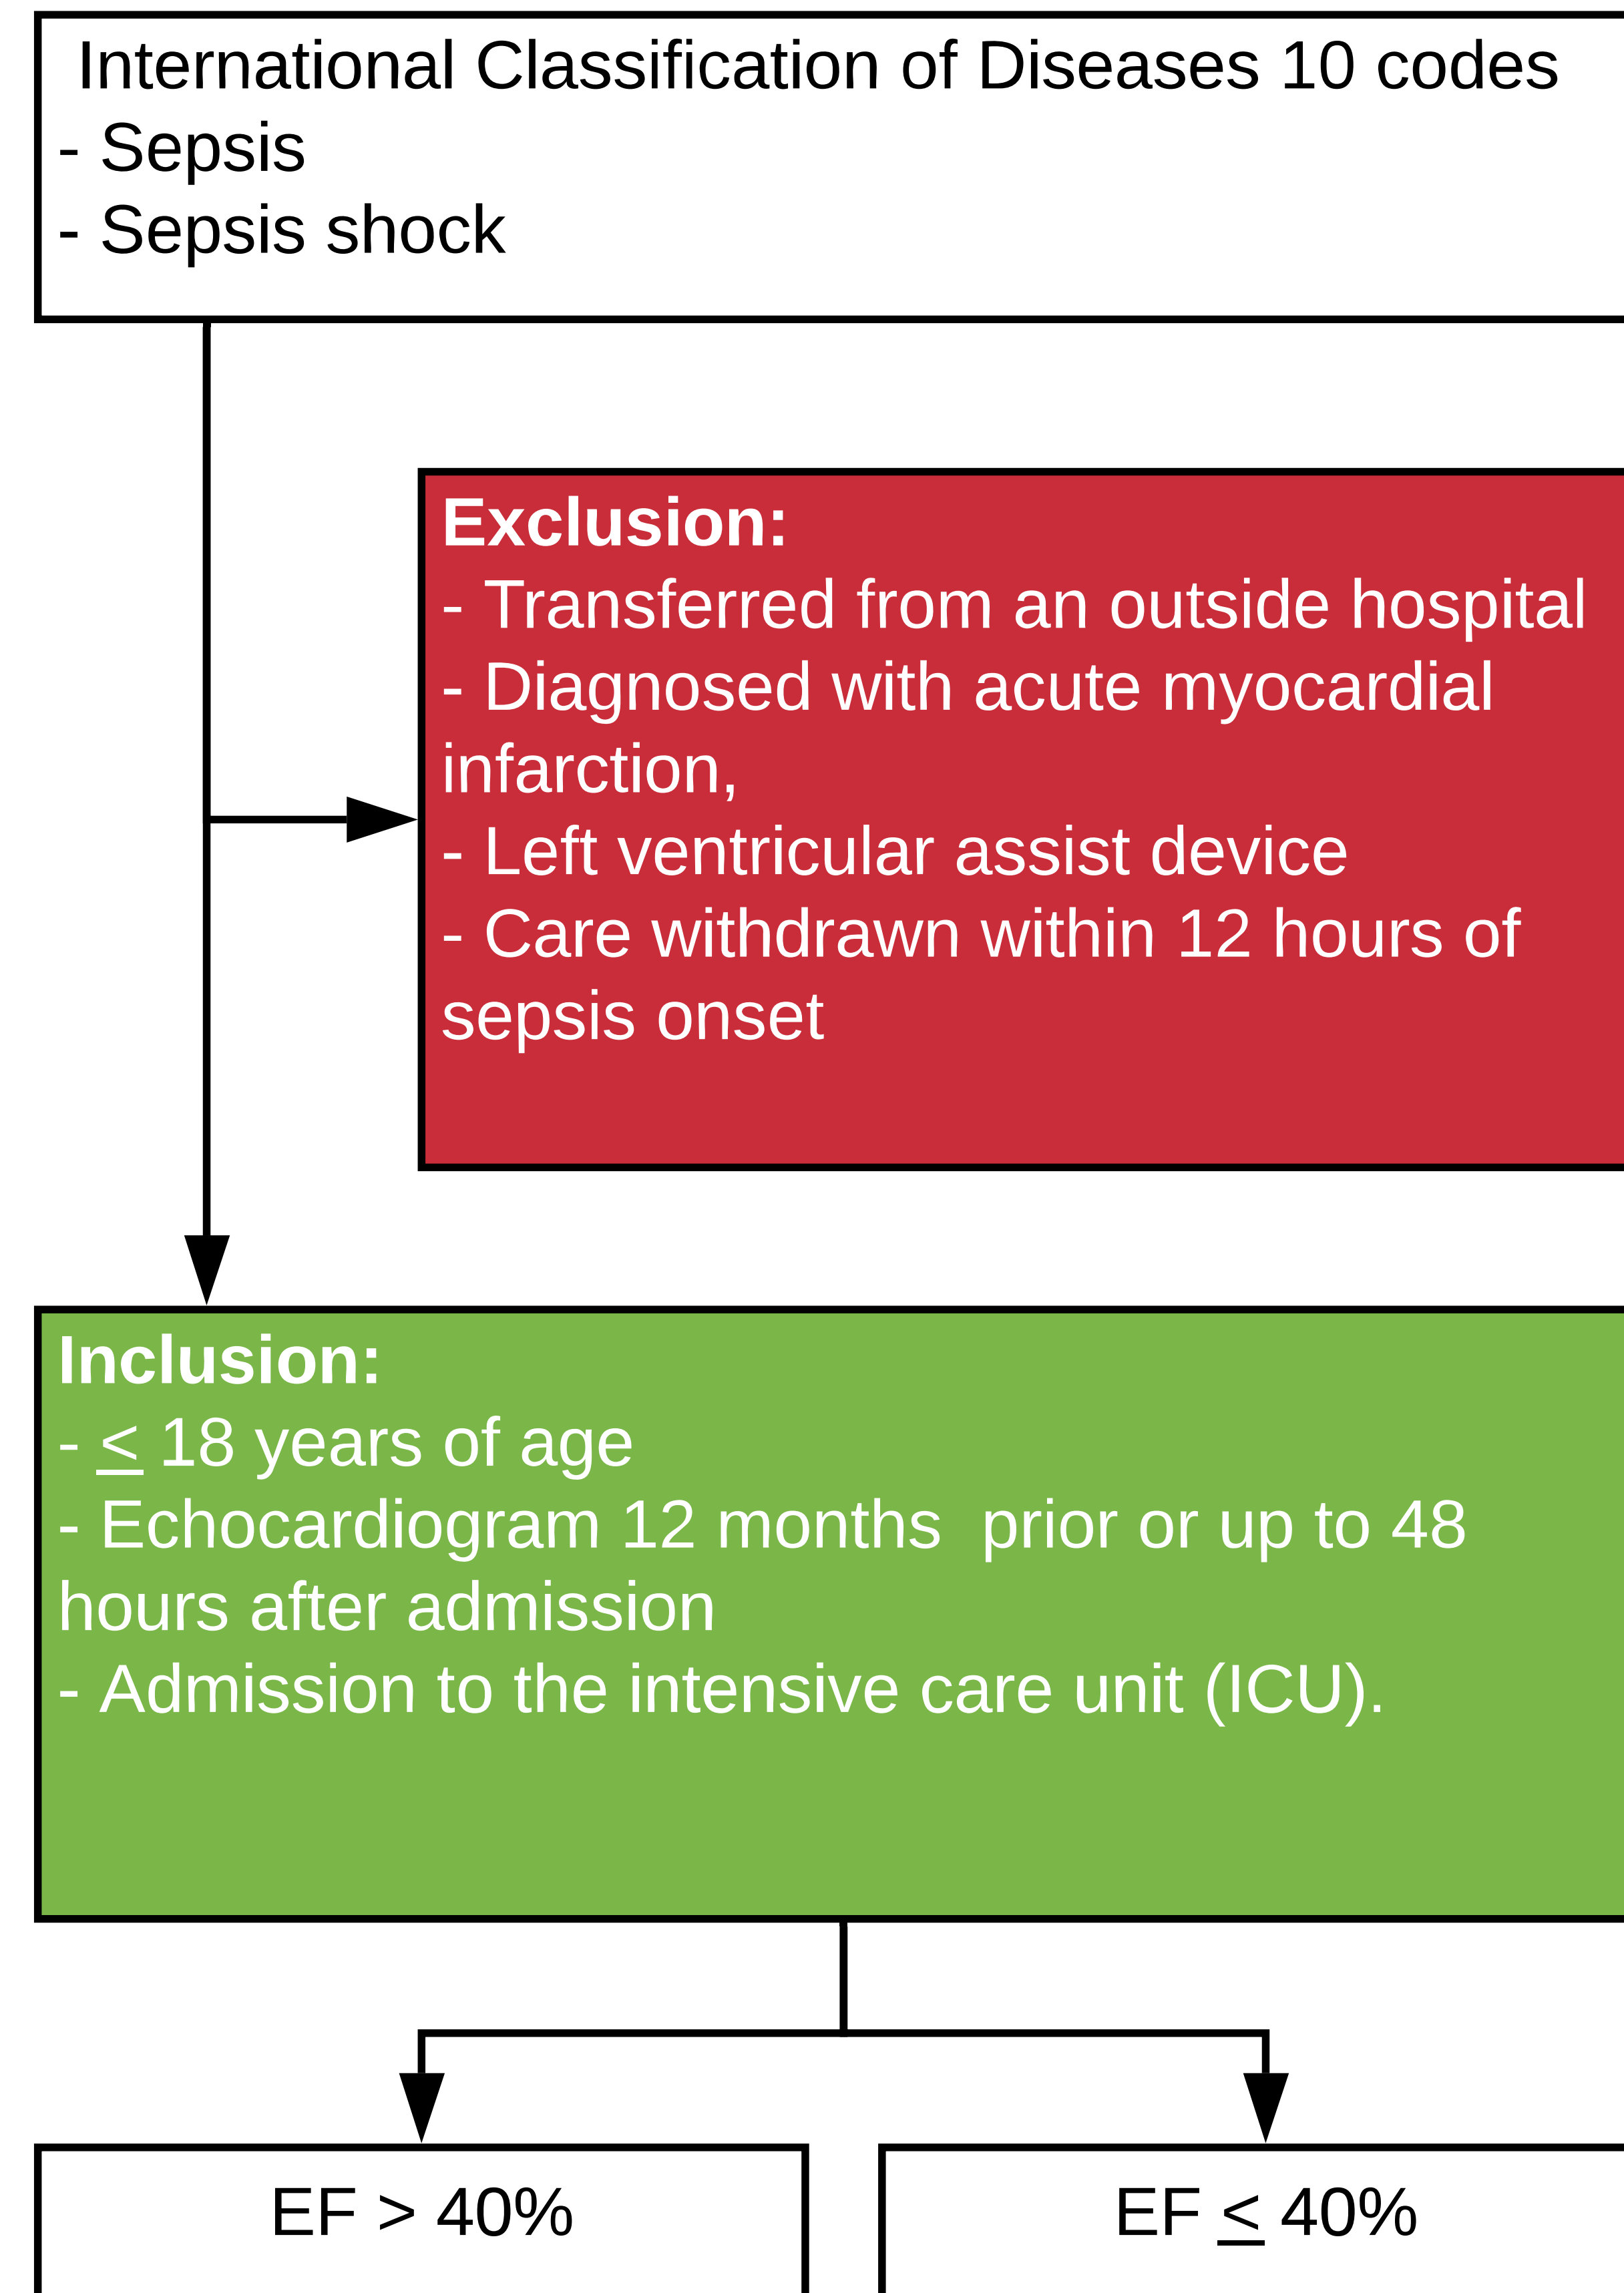 International Classification of Diseases 10 codes
- Sepsis
- Sepsis shock
Exclusion:
- Transferred from an outside hospital
- Diagnosed with acute myocardial
infarction,
- Left ventricular assist device
- Care withdrawn within 12 hours of
sepsis onset
Inclusion:
- ≤ 18 years of age
- Echocardiogram 12 months  prior or up to 48
hours after admission
- Admission to the intensive care unit (ICU).
EF > 40%
EF ≤ 40%